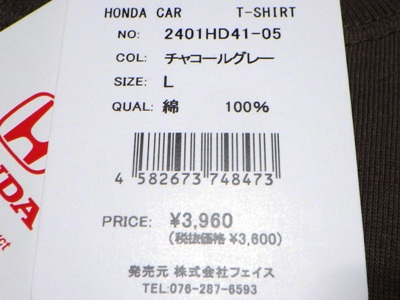 HONDA CAR T-SHIRT
NO: 2401HD41-05
COL: チャコールグレー
SIZE: L
QUAL: 綿 100%
4 582673 748473
PRICE: ¥3,960
(税抜価格 ¥3,600)
発売元 株式会社フェイス
TEL:076-287-6593
NDA
uct